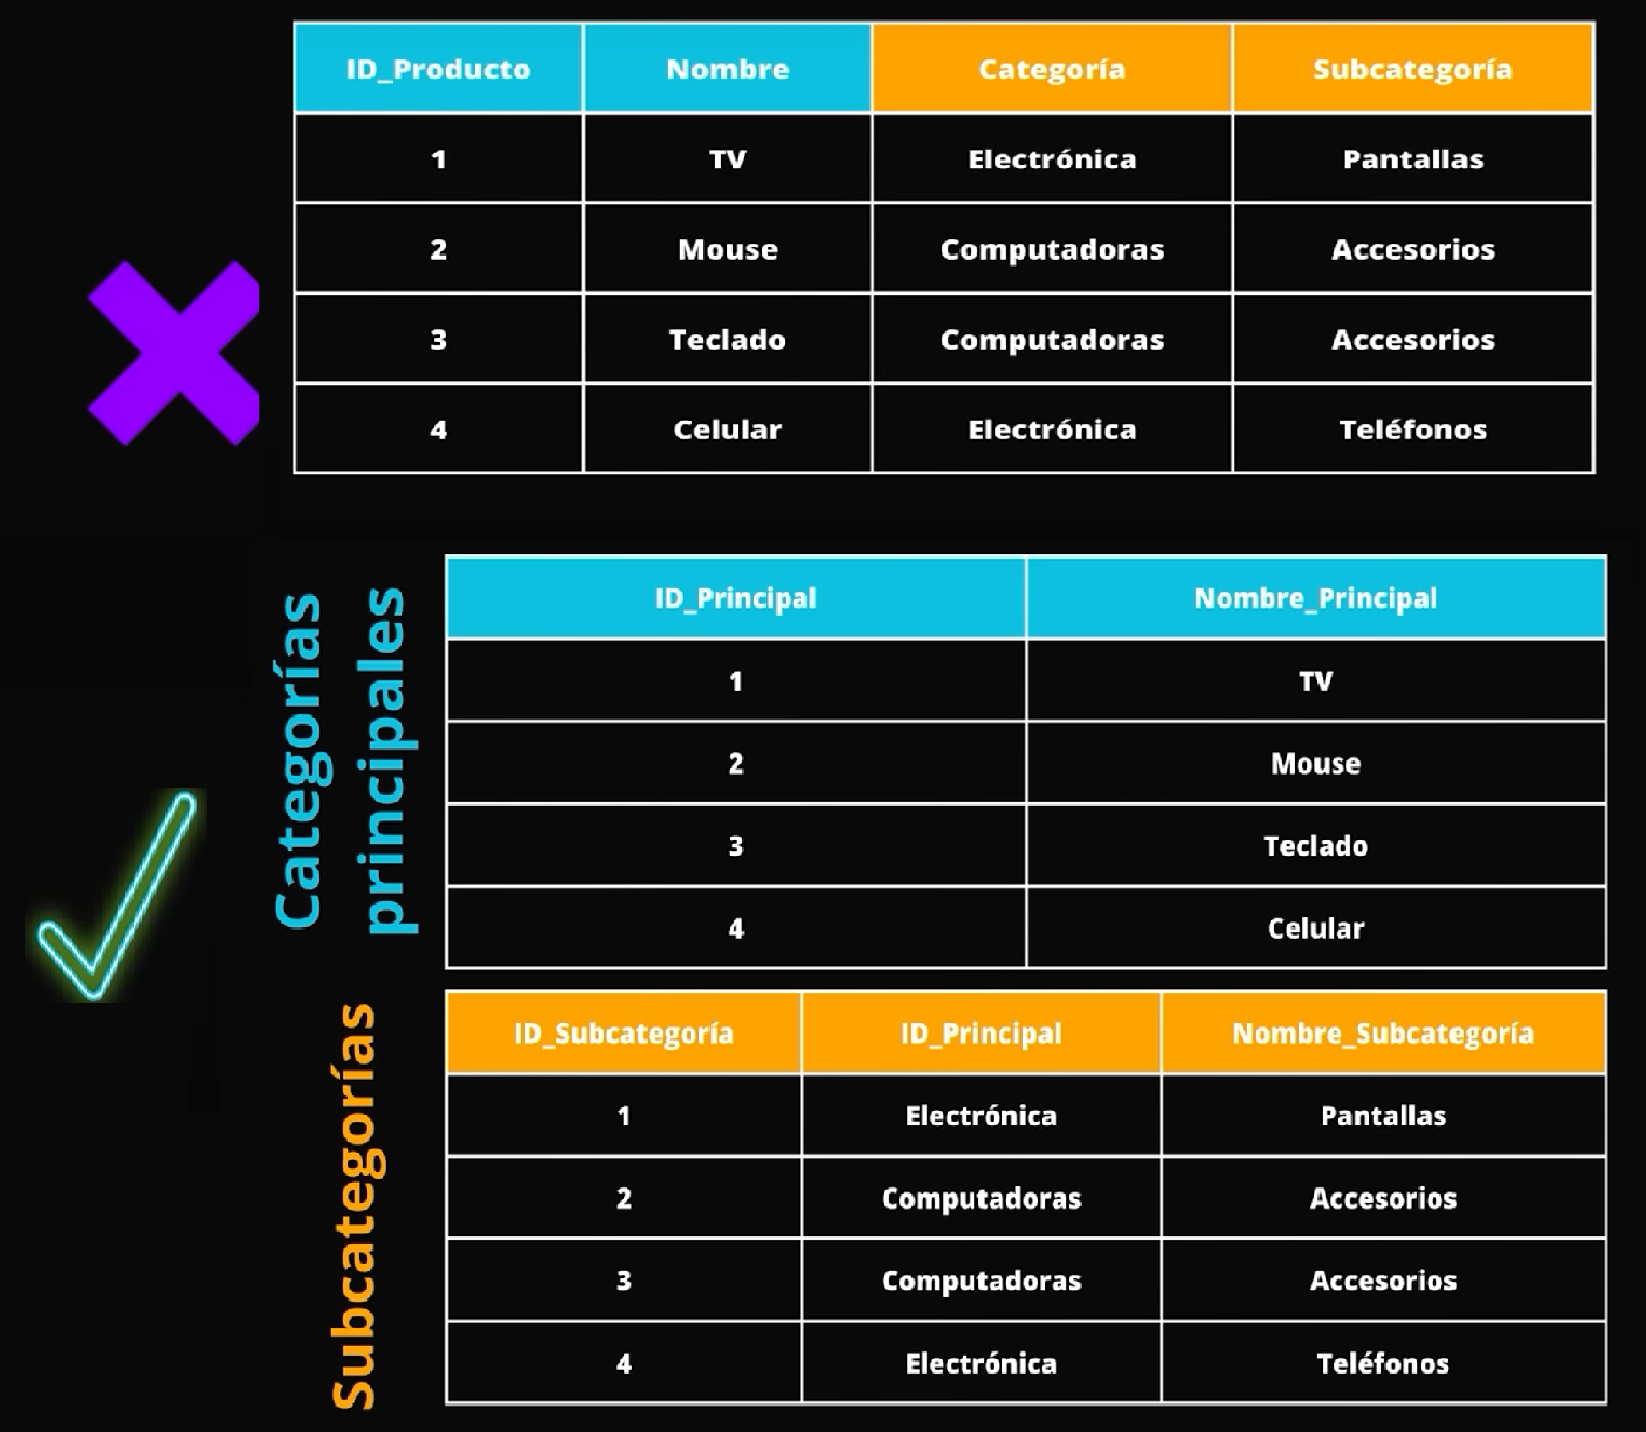 ID_Producto Nombre Categoría Subcategoría
1 TV Electrónica Pantallas
2 Mouse Computadoras Accesorios
3 Teclado Computadoras Accesorios
4 Celular Electrónica Teléfonos
Categorías
principales
ID_Principal Nombre_Principal
1 TV
2 Mouse
3 Teclado
4 Celular
Subcategorías
ID_Subcategoría ID_Principal Nombre_Subcategoría
1 Electrónica Pantallas
2 Computadoras Accesorios
3 Computadoras Accesorios
4 Electrónica Teléfonos